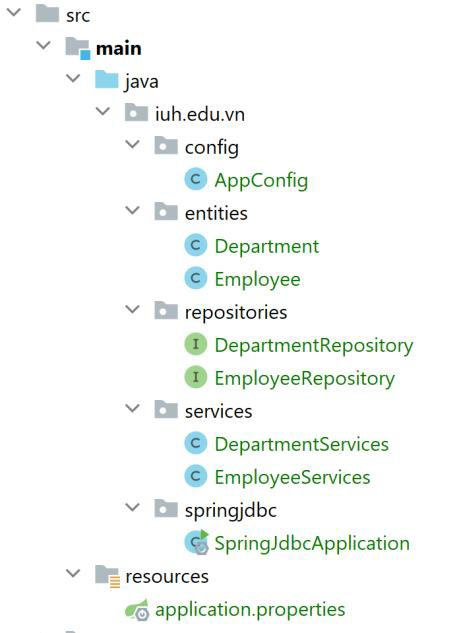 src
main
java
iuh.edu.vn
config
C AppConfig
entities
C Department
C Employee
repositories
I DepartmentRepository
I EmployeeRepository
services
C DepartmentServices
C EmployeeServices
springjdbc
C SpringJdbcApplication
resources
application.properties